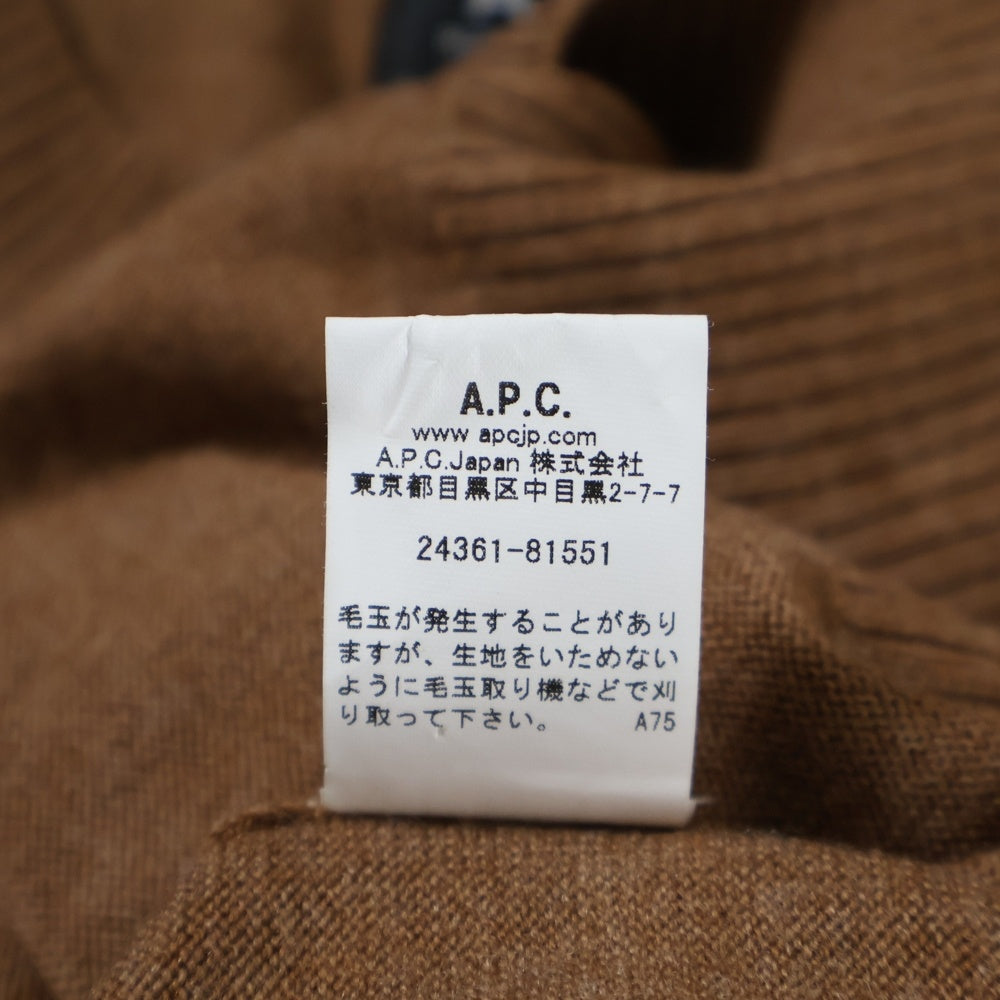 A.P.C.
www apcjp.com
A.P.C.Japan 株式会社
東京都目黒区中目黒2-7-7
24361-81551
毛玉が発生することがあり
ますが、生地をいためない
ように毛玉取り機などで刈
り取って下さい。 A75